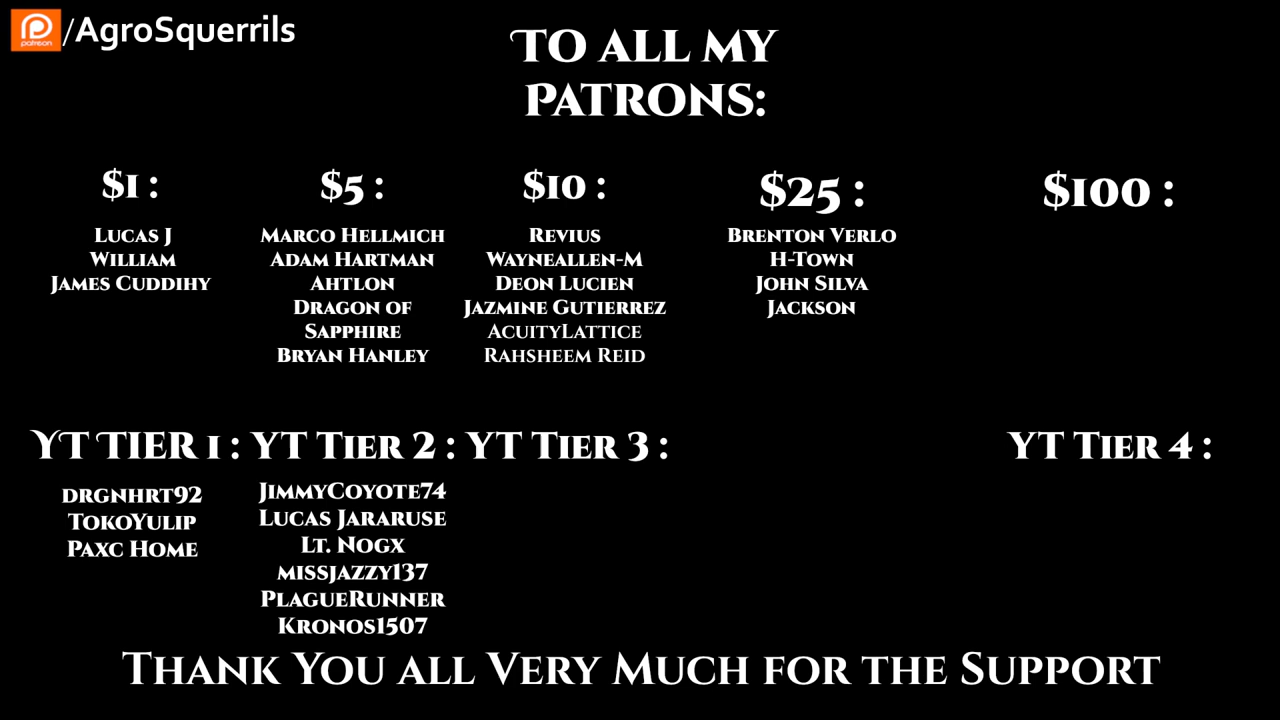 patreon
/AgroSquerrils
To all my
Patrons:
$1 :
Lucas J
William
James Cuddihy
$5 :
Marco Hellmich
Adam Hartman
Ahtlon
Dragon of
Sapphire
Bryan Hanley
$10 :
Revius
Wayneallen-M
Deon Lucien
Jazmine Gutierrez
AcuityLattice
Rahsheem Reid
$25 :
Brenton Verlo
H-Town
John Silva
Jackson
$100 :
YT Tier 1 :
drgnhrt92
TokoYulip
Paxc Home
YT Tier 2 :
JimmyCoyote74
Lucas Jararuse
Lt. Nogx
missjazzy137
PlagueRunner
Kronos1507
YT Tier 3 :
YT Tier 4 :
Thank You all Very Much for the Support